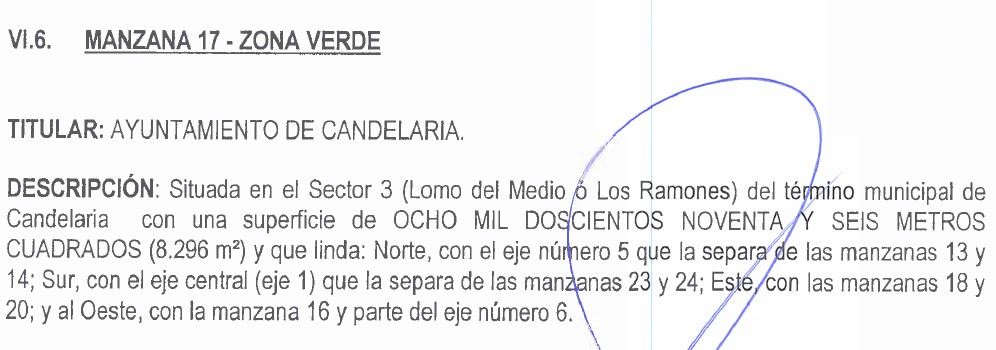 VI.6. MANZANA 17 - ZONA VERDE
TITULAR: AYUNTAMIENTO DE CANDELARIA.
DESCRIPCIÓN: Situada en el Sector 3 (Lomo del Medio ó Los Ramones) del término municipal de
Candelaria con una superficie de OCHO MIL DOSCIENTOS NOVENTA Y SEIS METROS
CUADRADOS (8.296 m²) y que linda: Norte, con el eje número 5 que la separa de las manzanas 13 y
14; Sur, con el eje central (eje 1) que la separa de las manzanas 23 y 24; Este, con las manzanas 18 y
20; y al Oeste, con la manzana 16 y parte del eje número 6.